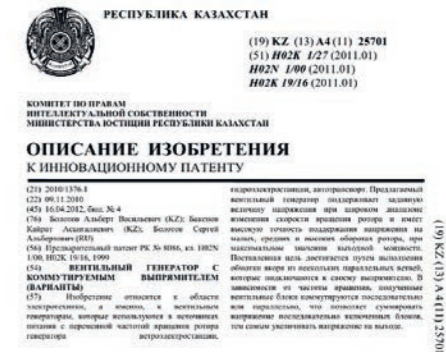 РЕСПУБЛИКА КАЗАХСТАН
(19) KZ (13) A4 (11) 25701
(51) H02K 1/27 (2011.01)
H02N 1/00 (2011.01)
H02K 19/16 (2011.01)
КОМИТЕТ ПО ПРАВАМ
ИНТЕЛЛЕКТУАЛЬНОЙ СОБСТВЕННОСТИ
МИНИСТЕРСТВА ЮСТИЦИИ РЕСПУБЛИКИ КАЗАХСТАН
ОПИСАНИЕ ИЗОБРЕТЕНИЯ
К ИННОВАЦИОННОМУ ПАТЕНТУ
(21) 2010/1376.1
(22) 09.11.2010
(45) 16.04.2012, бюл. № 4
(76) Болотов Альберт Васильевич (KZ);
Кайрат (KZ); Болотов Сергей
Альбертович (RU)
(56) Предварительный патент РК № 8086, кл. H02N
1/00, H02K 19/16, 1999
(54) ВЕНТИЛЬНЫЙ ГЕНЕРАТОР С
КОММУТИРУЕМЫМ ВЫПРЯМИТЕЛЕМ
(ВАРИАНТЫ)
(57) Изобретение относится к области
электротехники, а именно, к вентильным
генераторам, которые используются в источниках
питания с переменной частотой вращения ротора
генератора ветроэлектростанции,
гидроэлектростанции, автотранспорт. Предлагаемый
вентильный генератор поддерживает заданную
величину напряжения при широком диапазоне
изменения скорости вращения ротора и имеет
высокую точность поддержания напряжения на
малых, средних и высоких оборотах ротора, при
максимальном значении выходной мощности.
Поставленная цель достигается путем выполнения
обмотки якоря из нескольких параллельных ветвей,
которые подключаются к своему выпрямителю. В
зависимости от частоты вращения, полученные
вентильные блоки коммутируются последовательно
или параллельно, что позволяет суммировать
напряжение последовательно включенных блоков,
тем самым увеличивать напряжение на выходе.
(19) KZ (13) A4 (11) 25701